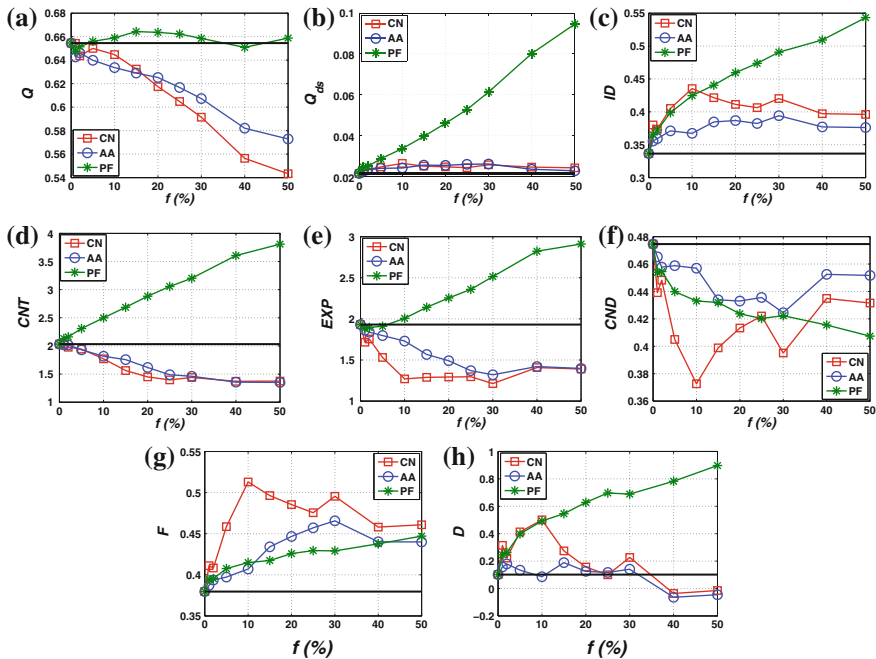 (a)
Q
0.68
0.66
0.64
0.62
0.6
0.58
0.56
0.54
CN
AA
PF
0 10 20 30 40 50
f (%)
(b)
Q ds
0.1
0.08
0.06
0.04
0.02
CN
AA
PF
0 10 20 30 40 50
f (%)
(c)
ID
0.55
0.5
0.45
0.4
0.35
0.3
CN
AA
PF
0 10 20 30 40 50
f (%)
(d)
CNT
4
3.5
3
2.5
2
1.5
1
CN
AA
PF
0 10 20 30 40 50
f (%)
(e)
EXP
3
2.6
2.2
1.8
1.4
1
CN
AA
PF
0 10 20 30 40 50
f (%)
(f)
CND
0.48
0.46
0.44
0.42
0.4
0.38
0.36
CN
AA
PF
0 10 20 30 40 50
f (%)
(g)
F
0.55
0.5
0.45
0.4
0.35
CN
AA
PF
0 10 20 30 40 50
f (%)
(h)
D
1
0.8
0.6
0.4
0.2
0
−0.2
CN
AA
PF
0 10 20 30 40 50
f (%)